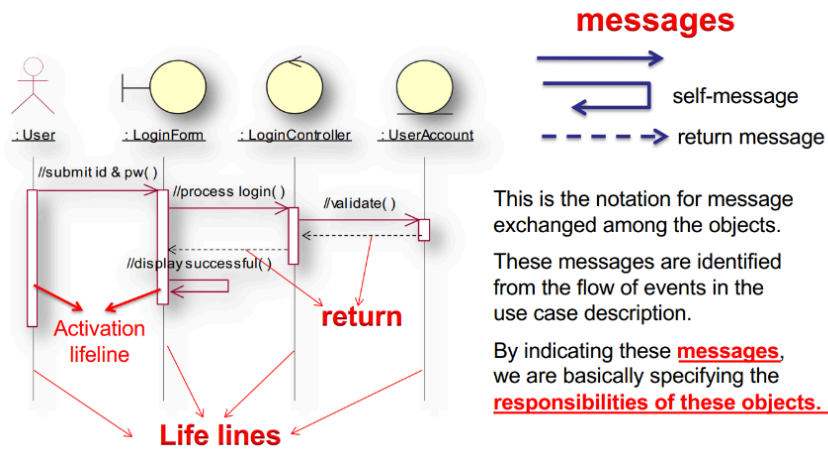 messages
self-message
return message
: User
: LoginForm
: LoginController
: UserAccount
//submit id & pw( )
//process login( )
//validate( )
//display successful( )
return
Activation
lifeline
Life lines
This is the notation for message
exchanged among the objects.
These messages are identified
from the flow of events in the
use case description.
By indicating these messages,
we are basically specifying the
responsibilities of these objects.